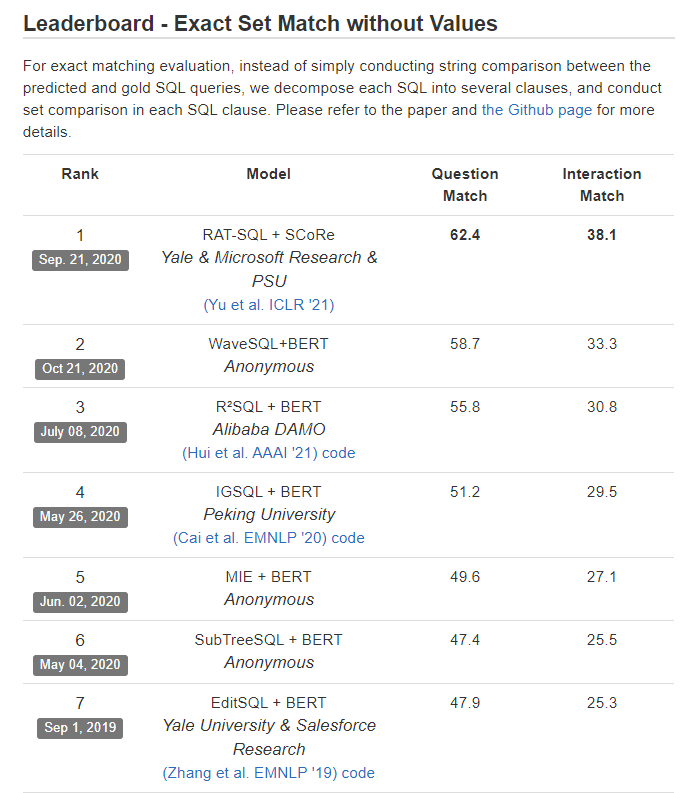 Leaderboard - Exact Set Match without Values
For exact matching evaluation, instead of simply conducting string comparison between the
predicted and gold SQL queries, we decompose each SQL into several clauses, and conduct
set comparison in each SQL clause. Please refer to the paper and the Github page for more
details.
Rank Model Question Interaction
Match Match
1 RAT-SQL + SCoRe 62.4 38.1
Sep. 21, 2020 Yale & Microsoft Research &
PSU
(Yu et al. ICLR '21)
2 WaveSQL+BERT 58.7 33.3
Oct 21, 2020 Anonymous
3 R²SQL + BERT 55.8 30.8
July 08, 2020 Alibaba DAMO
(Hui et al. AAAI '21) code
4 IGSQL + BERT 51.2 29.5
May 26, 2020 Peking University
(Cai et al. EMNLP '20) code
5 MIE + BERT 49.6 27.1
Jun. 02, 2020 Anonymous
6 SubTreeSQL + BERT 47.4 25.5
May 04, 2020 Anonymous
7 EditSQL + BERT 47.9 25.3
Sep 1, 2019 Yale University & Salesforce
Research
(Zhang et al. EMNLP '19) code